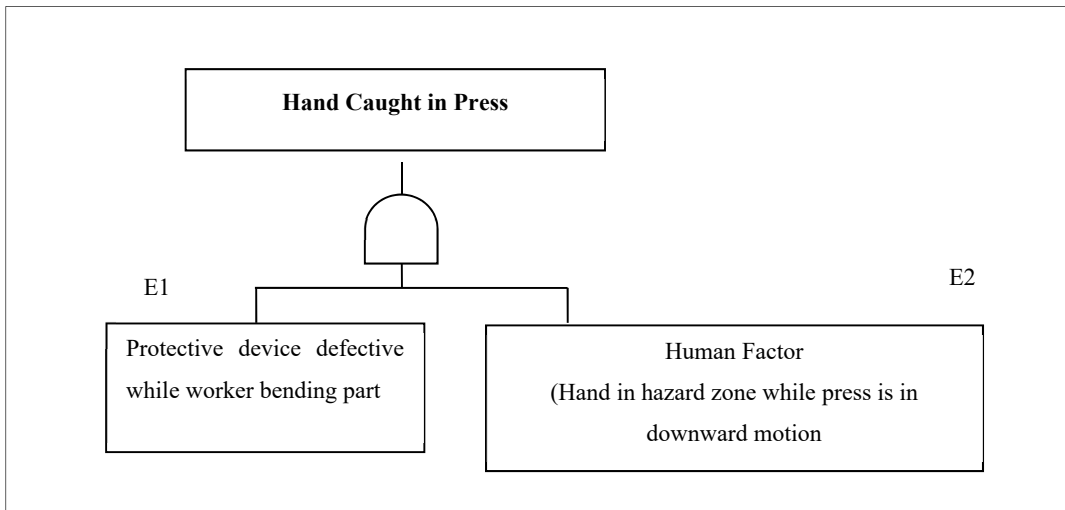 Hand Caught in Press
E1
E2
Protective device defective
while worker bending part
Human Factor
(Hand in hazard zone while press is in
downward motion